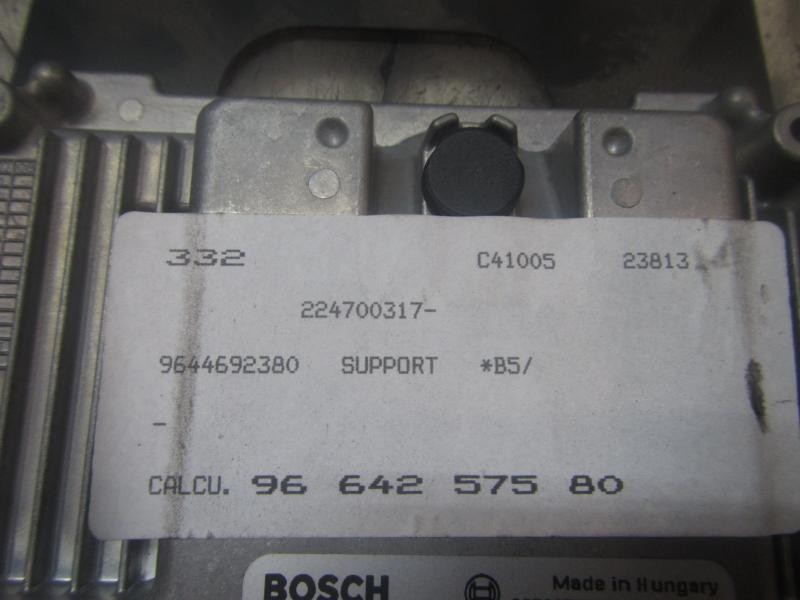 332 C41005 23813
224700317-
9644692380 SUPPORT *B5/
-
CALCU. 96 642 575 80
BOSCH Made in Hungary